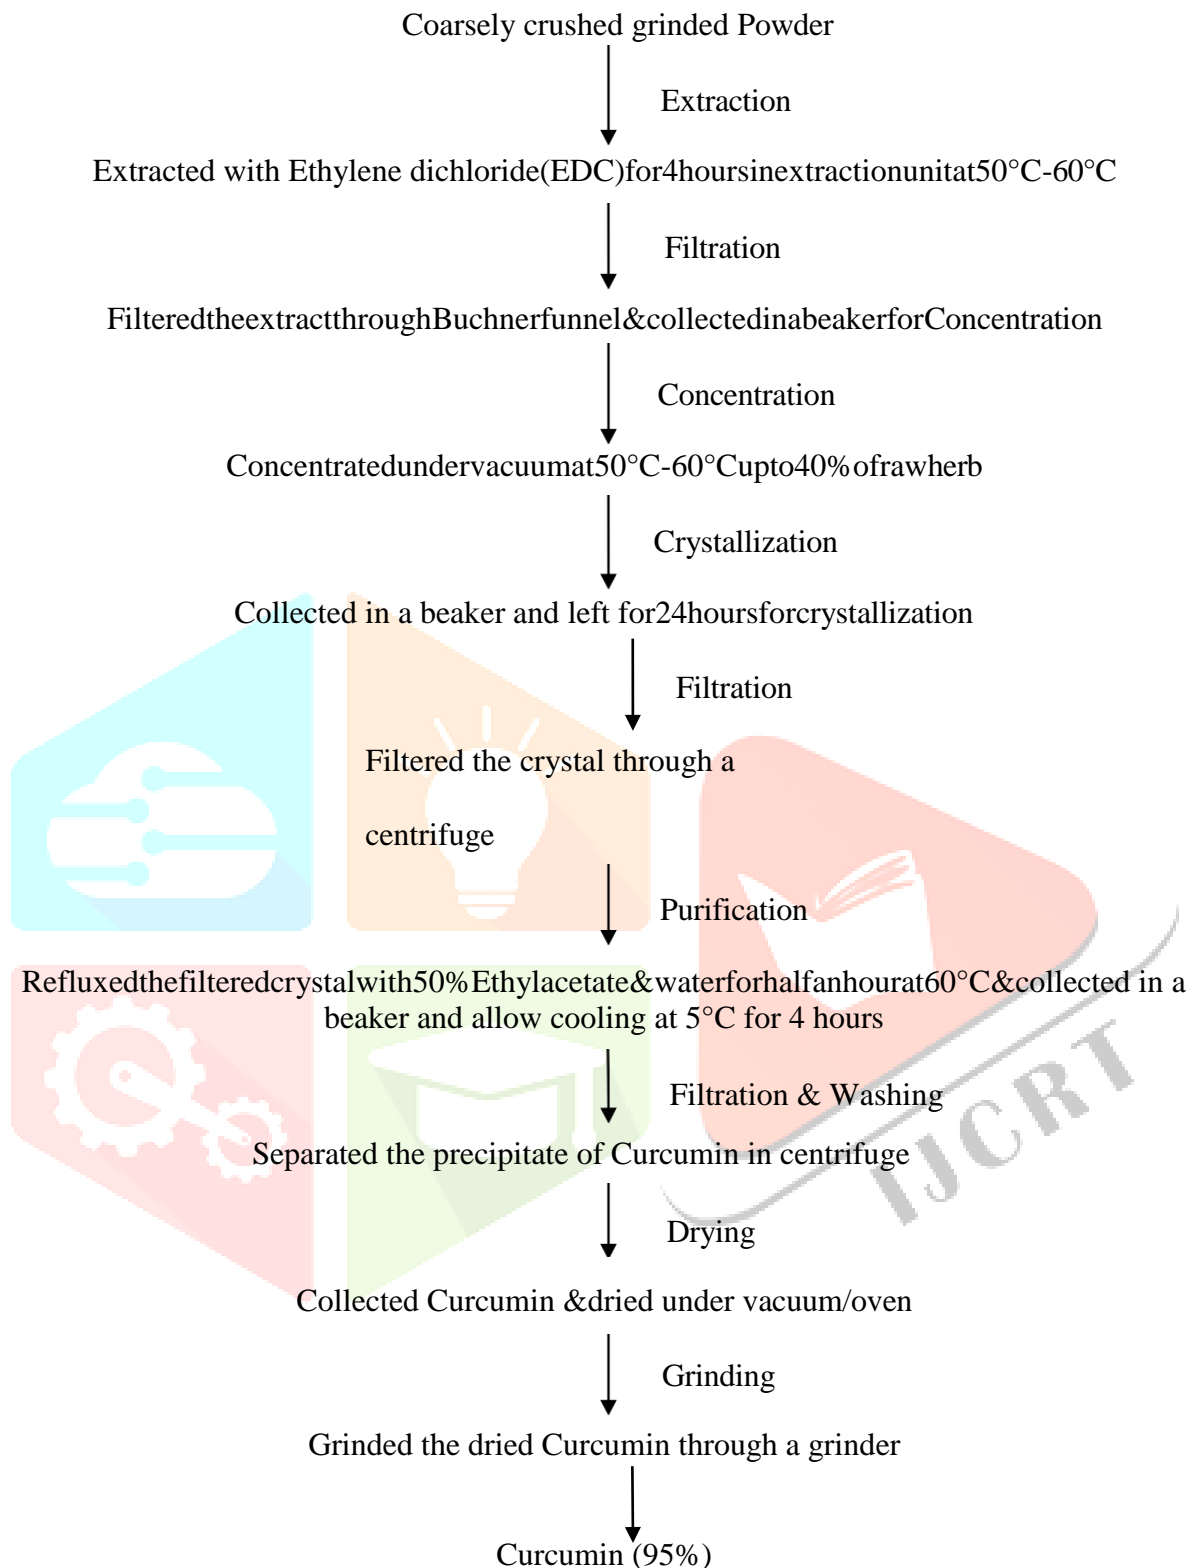 Coarsely crushed grinded Powder
Extraction
Extracted with Ethylene dichloride(EDC)for4hoursinextractionunitat50°C-60°C
Filtration
FilteredtheextractthroughBuchnerfunnel&collectedinabeakerforConcentration
Concentration
Concentratedundervacuumat50°C-60°Cupto40%ofrawherb
Crystallization
Collected in a beaker and left for24hoursforcrystallization
Filtration
Filtered the crystal through a
centrifuge
Purification
Refluxedthefilteredcrystalwith50%Ethylacetate&waterforhalfanhourat60°C&collected in a
beaker and allow cooling at 5°C for 4 hours
Filtration & Washing
Separated the precipitate of Curcumin in centrifuge
IJCRT
Drying
Collected Curcumin &dried under vacuum/oven
Grinding
Grinded the dried Curcumin through a grinder
Curcumin (95%)